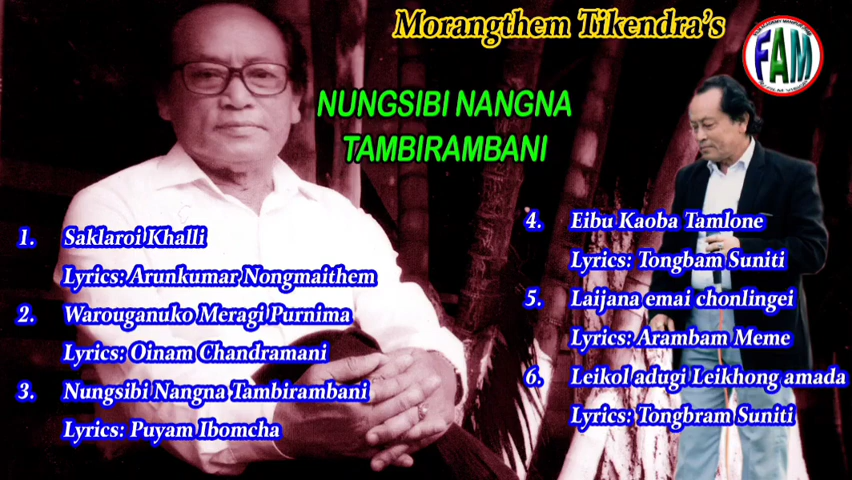 Morangthem Tikendra's
FAM
NUNGSIBI NANGNA
TAMBIRAMBANI
1. Saklaroi Khalli
Lyrics: Arunkumar Nongmaithem
2. Warouganuko Meragi Purnima
Lyrics: Oinam Chandramani
3. Nungsibi Nangna Tambirambani
Lyrics: Puyam Ibomcha
4. Eibu Kaoba Tamlone
Lyrics: Tongbam Suniti
5. Laijana emai chonlingei
Lyrics: Arambam Meme
6. Leikol adugi Leikhong amada
Lyrics: Tongbram Suniti